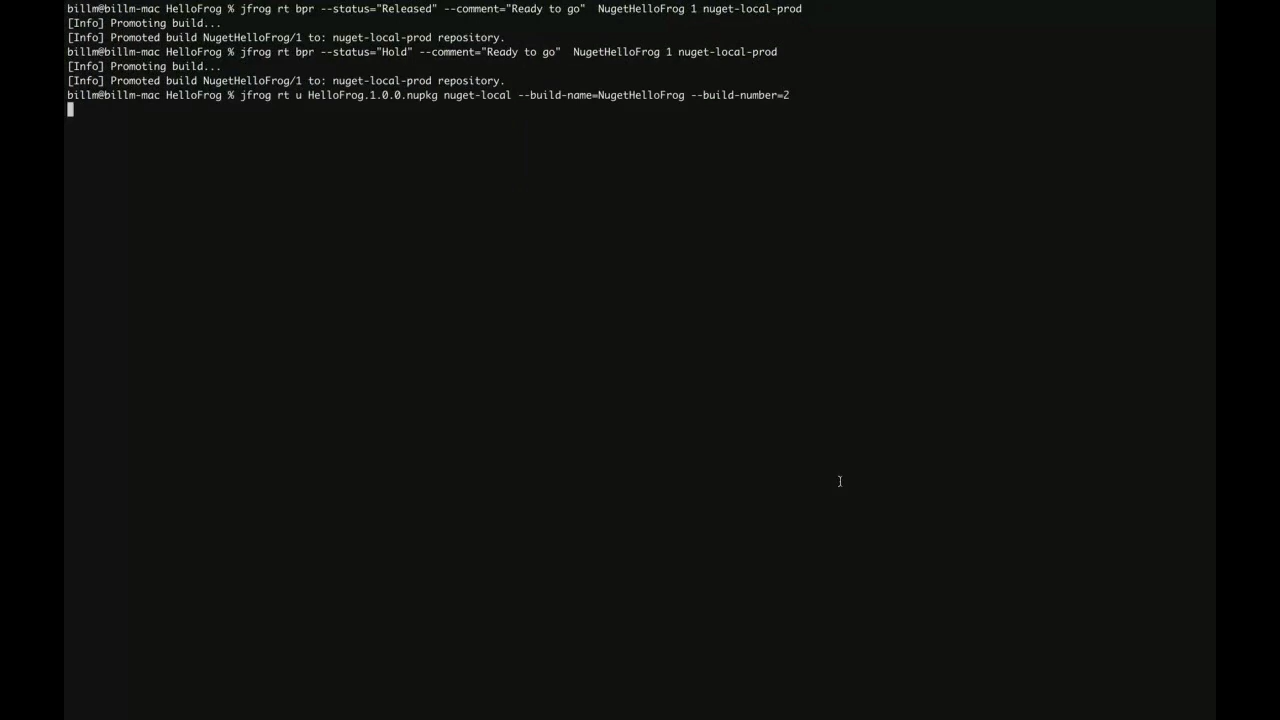 billm@billm-mac HelloFrog % jfrog rt bpr --status="Released" --comment="Ready to go"  NugetHelloFrog 1 nuget-local-prod
[Info] Promoting build...
[Info] Promoted build NugetHelloFrog/1 to: nuget-local-prod repository.
billm@billm-mac HelloFrog % jfrog rt bpr --status="Hold" --comment="Ready to go"  NugetHelloFrog 1 nuget-local-prod
[Info] Promoting build...
[Info] Promoted build NugetHelloFrog/1 to: nuget-local-prod repository.
billm@billm-mac HelloFrog % jfrog rt u HelloFrog.1.0.0.nupkg nuget-local --build-name=NugetHelloFrog --build-number=2